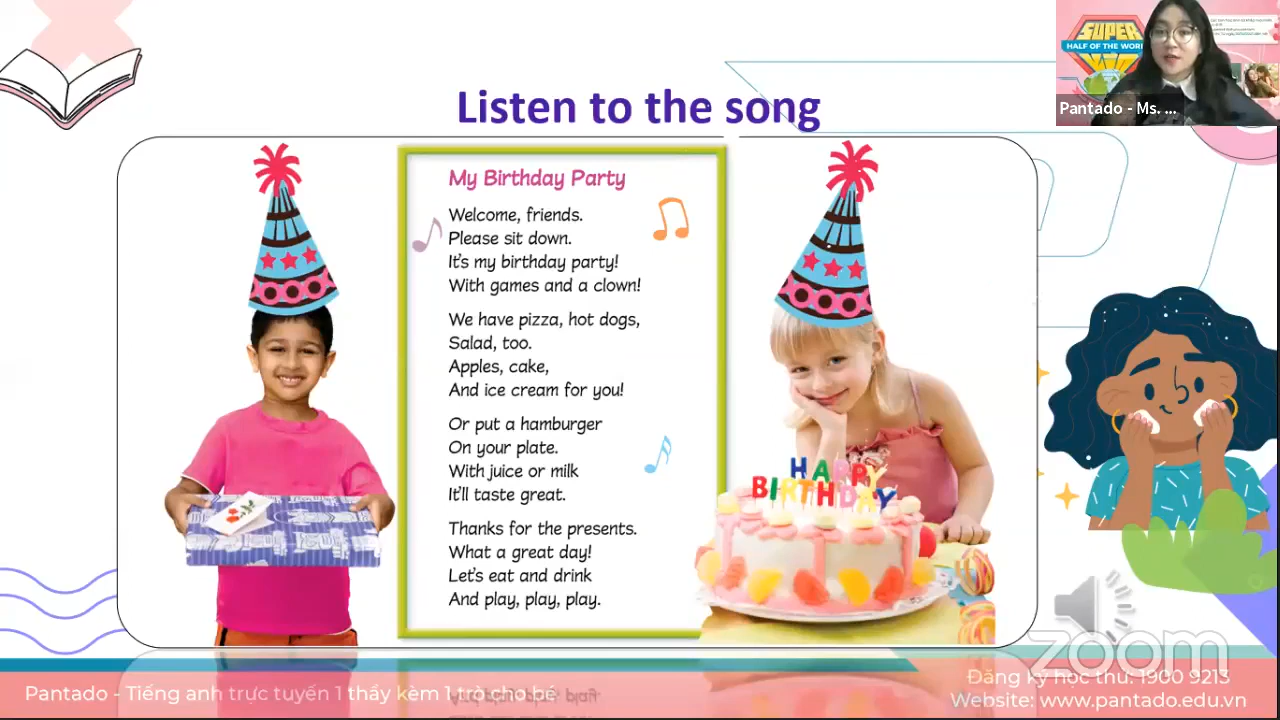 SUPER
HALF OF THE WOR
KID
Pantado - Ms. ...
Listen to the song
My Birthday Party
Welcome, friends.
Please sit down.
It's my birthday party!
With games and a clown!
We have pizza, hot dogs,
Salad, too.
Apples, cake,
And ice cream for you!
Or put a hamburger
On your plate.
With juice or milk
It'll taste great.
Thanks for the presents.
What a great day!
Let's eat and drink
And play, play, play.
HAPPY
BIRTHDAY
zoom
Pantado - Tiếng anh trực tuyến 1 thầy kèm 1 trò cho bé
Đăng ký học thử: 1900 9213
Website: www.pantado.edu.vn